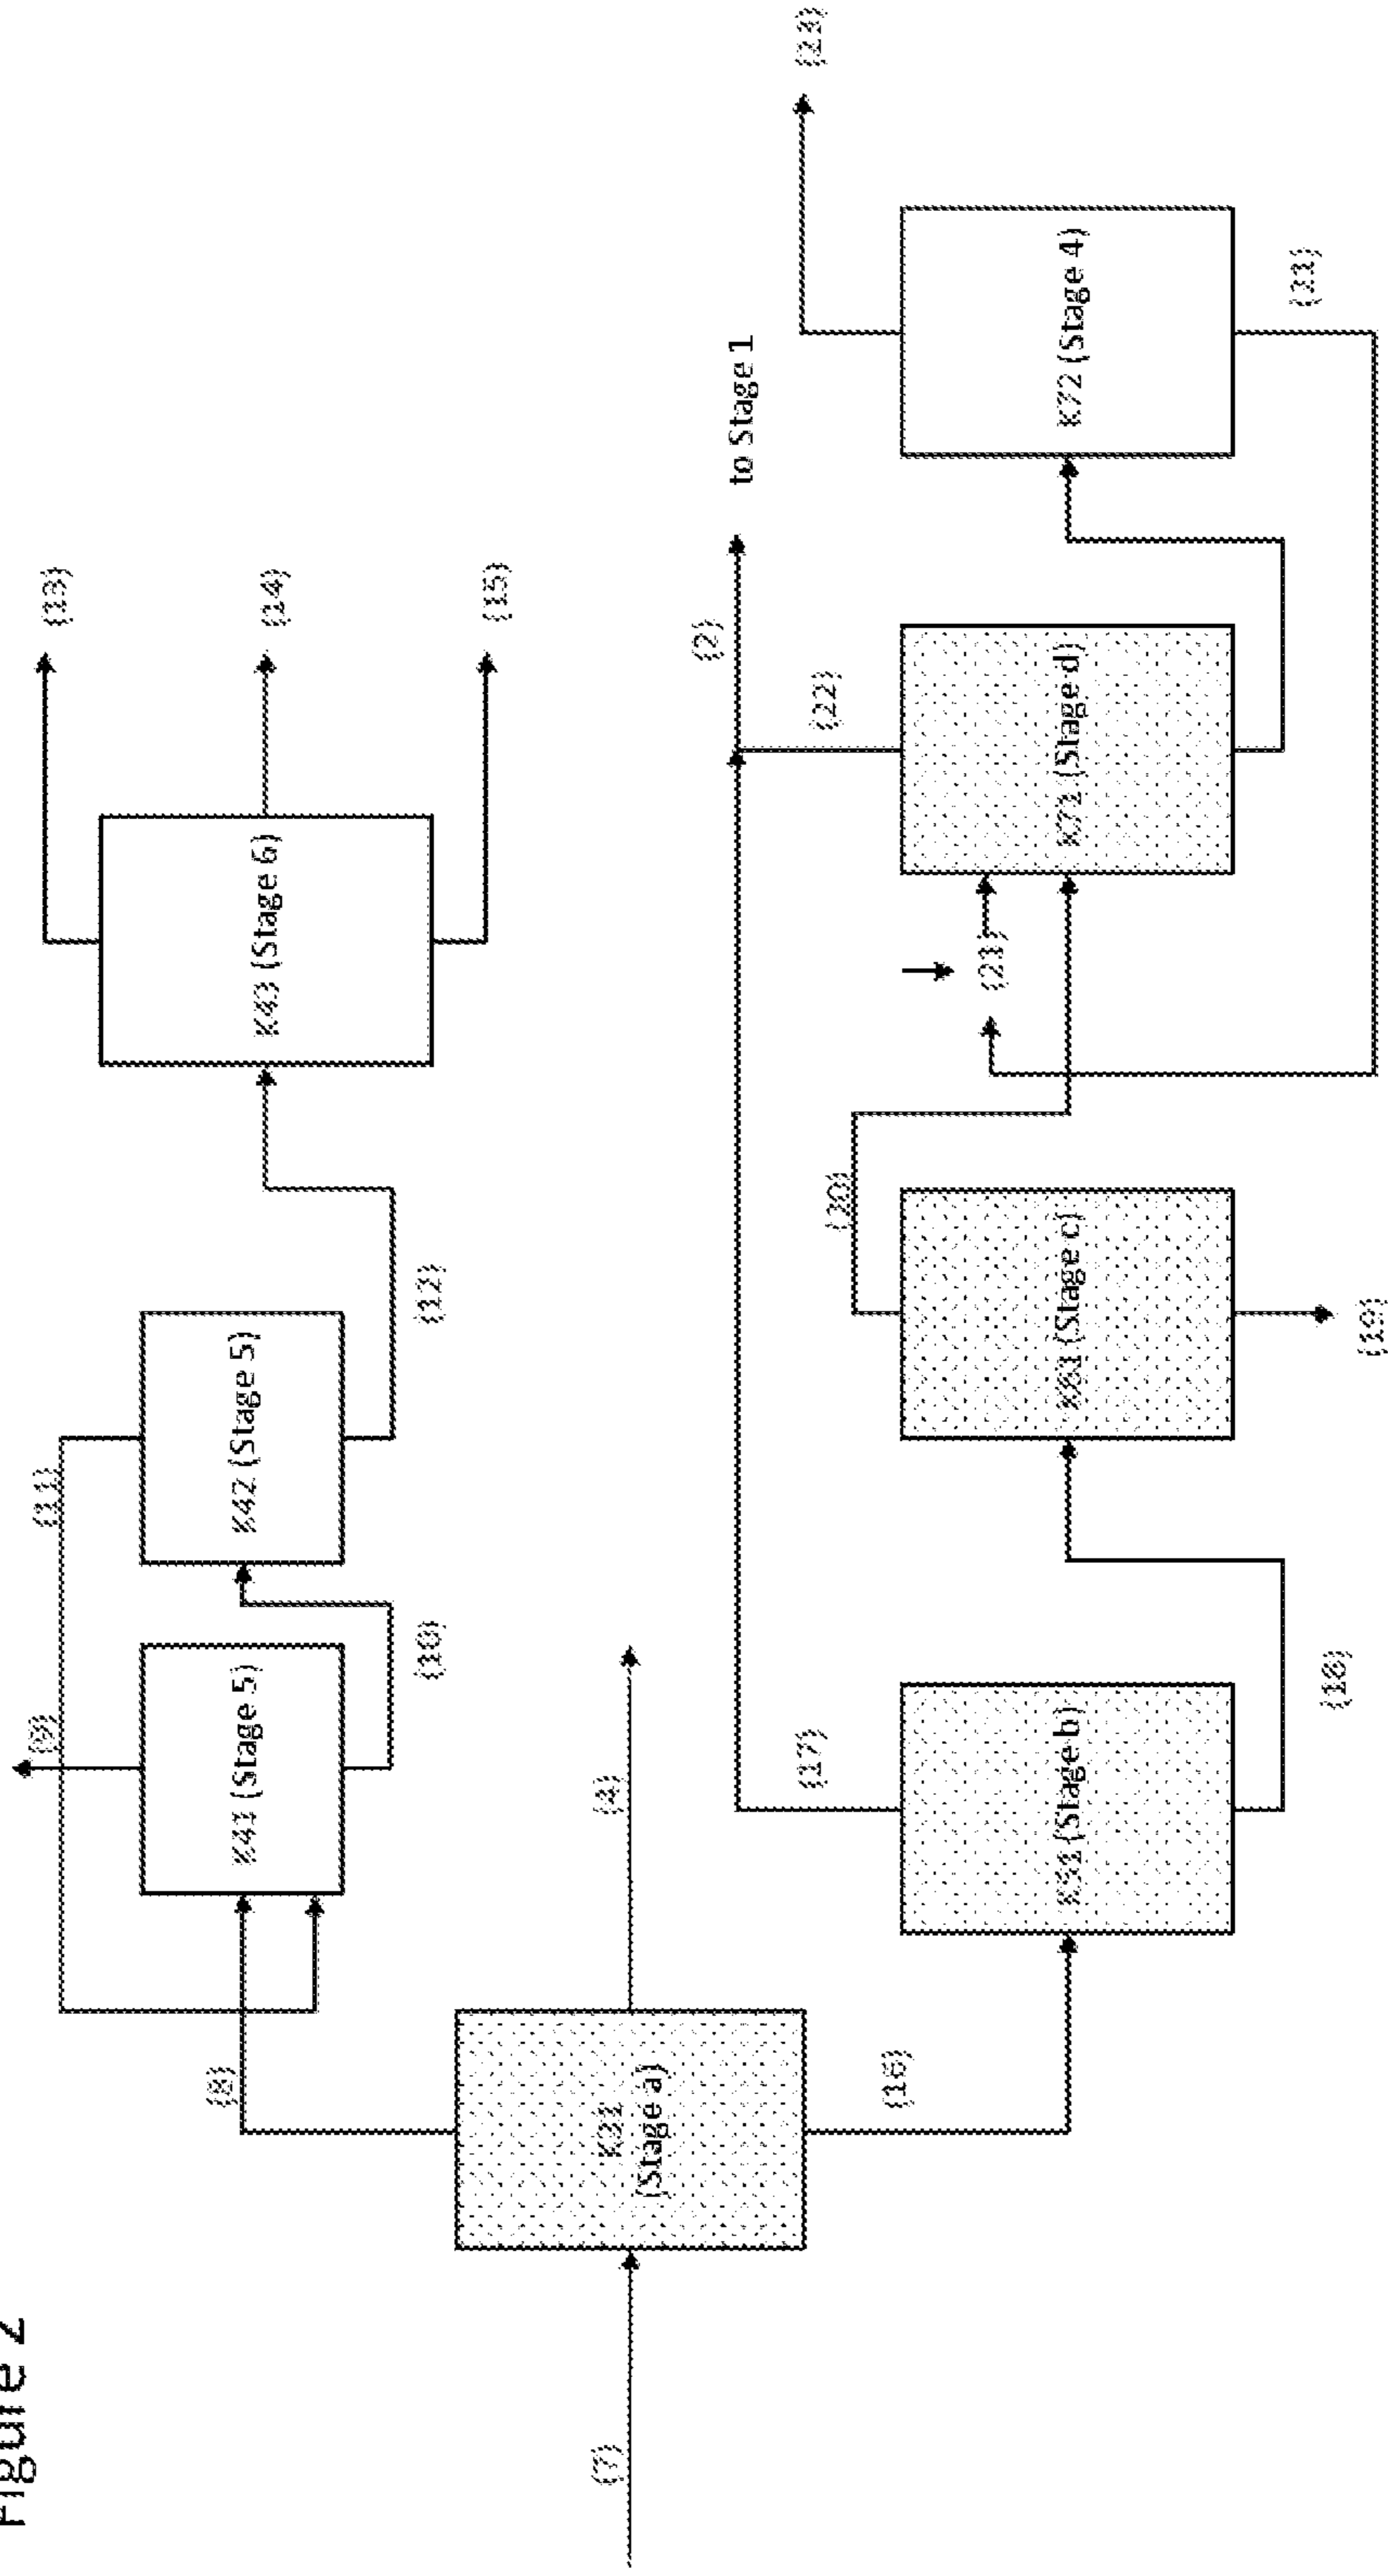 Figure 2
(13)
(11)
(9)
(8)
K41 (Stage 5)
K42 (Stage 5)
K43 (Stage 6)
(14)
(10)
(12)
(15)
(7)
K31
(Stage a)
(4)
(2)
to Stage 1
(23)
(16)
(17)
(20)
(22)
(21)
K51 (Stage b)
K61 (Stage c)
K71 (Stage d)
K72 (Stage 4)
(18)
(19)
(21)